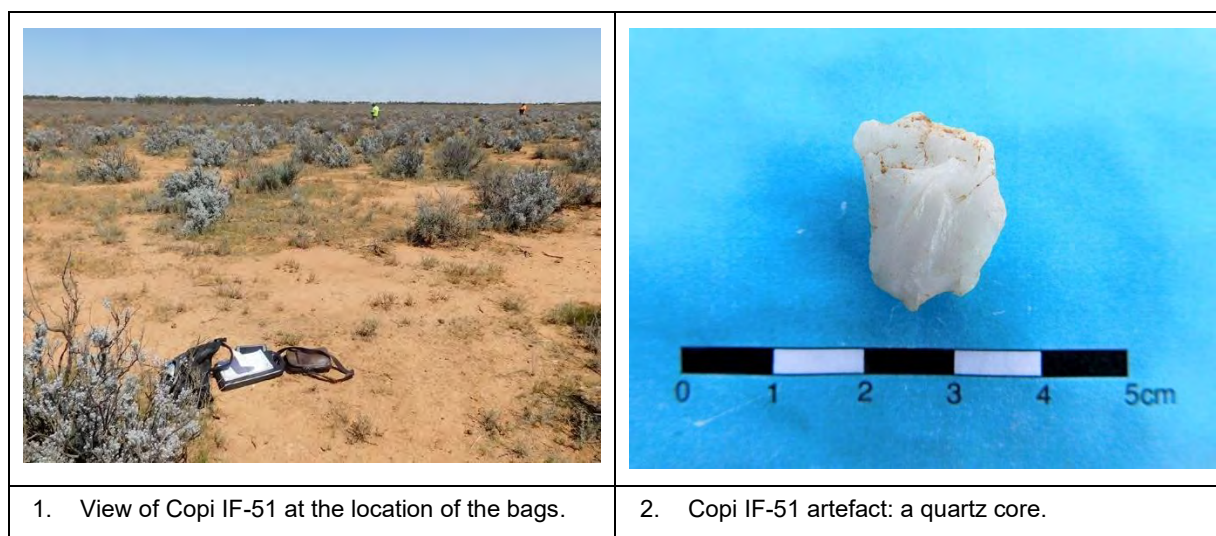 0 1 2 3 4 5cm
1. View of Copi IF-51 at the location of the bags.
2. Copi IF-51 artefact: a quartz core.